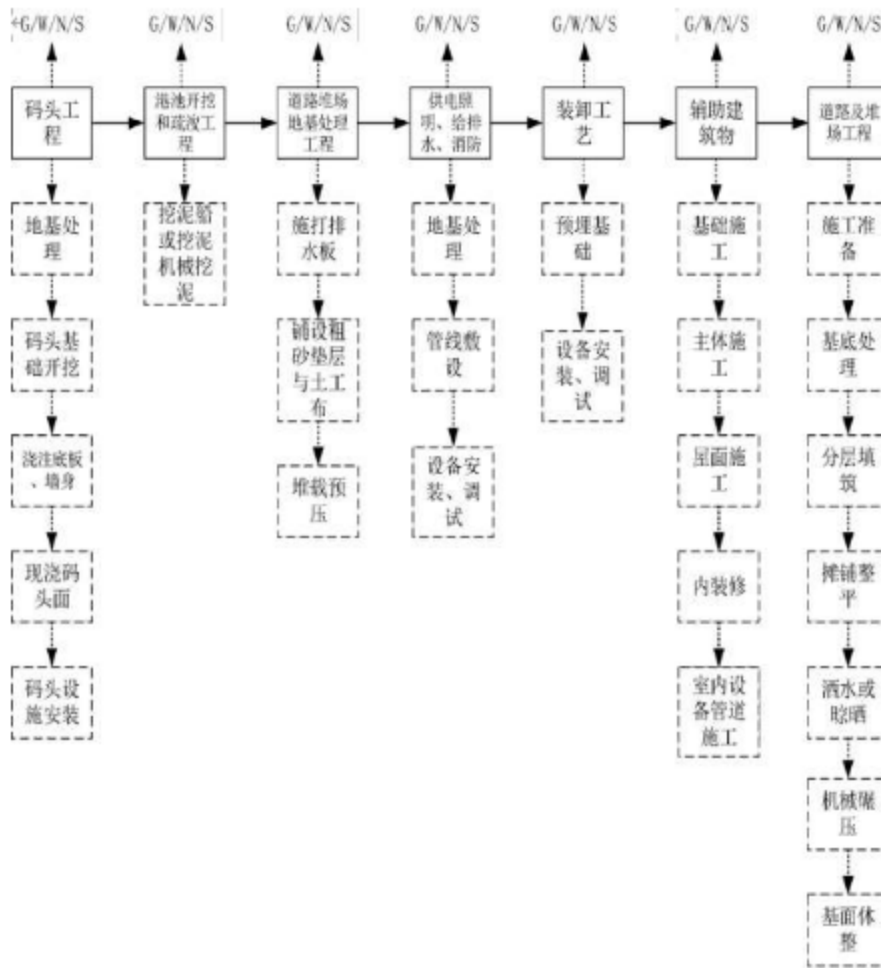 ←G/W/N/S G/W/N/S G/W/N/S G/W/N/S G/W/N/S G/W/N/S G/W/N/S
码头工
程
港池开挖
和疏浚工
程
道路堆场
地基处理
工程
供电照
明、给排
水、消防
装卸工
艺
辅助建
筑物
道路及堆
场工程
地基处
理
码头基
础开挖
浇注底板
、墙身
现浇码
头面
码头设
施安装
挖泥船
或挖泥
机械挖
泥
施打排
水板
铺设粗
砂垫层
与土工
布
堆载预
压
地基处
理
管线敷
设
设备安
装、调
试
预埋基
础
设备安
装、调
试
基础施
工
主体施
工
屋面施
工
内装修
室内设
备管道
施工
施工准
备
基底处
理
分层填
筑
摊铺整
平
洒水或
晾晒
机械碾
压
基面休
整